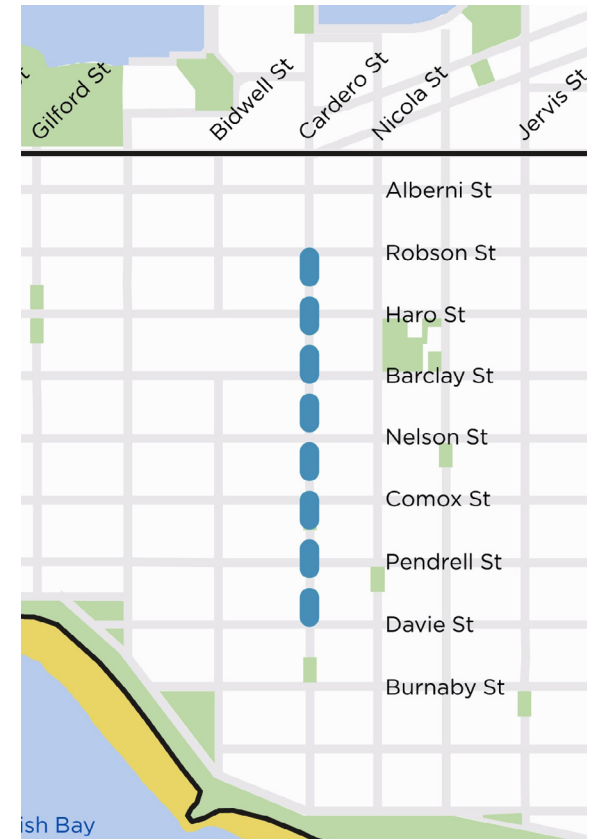 St
Gilford St
Bidwell St
Cardero St
Nicola St
Jervis St
Alberni St
Robson St
Haro St
Barclay St
Nelson St
Comox St
Pendrell St
Davie St
Burnaby St
ish Bay